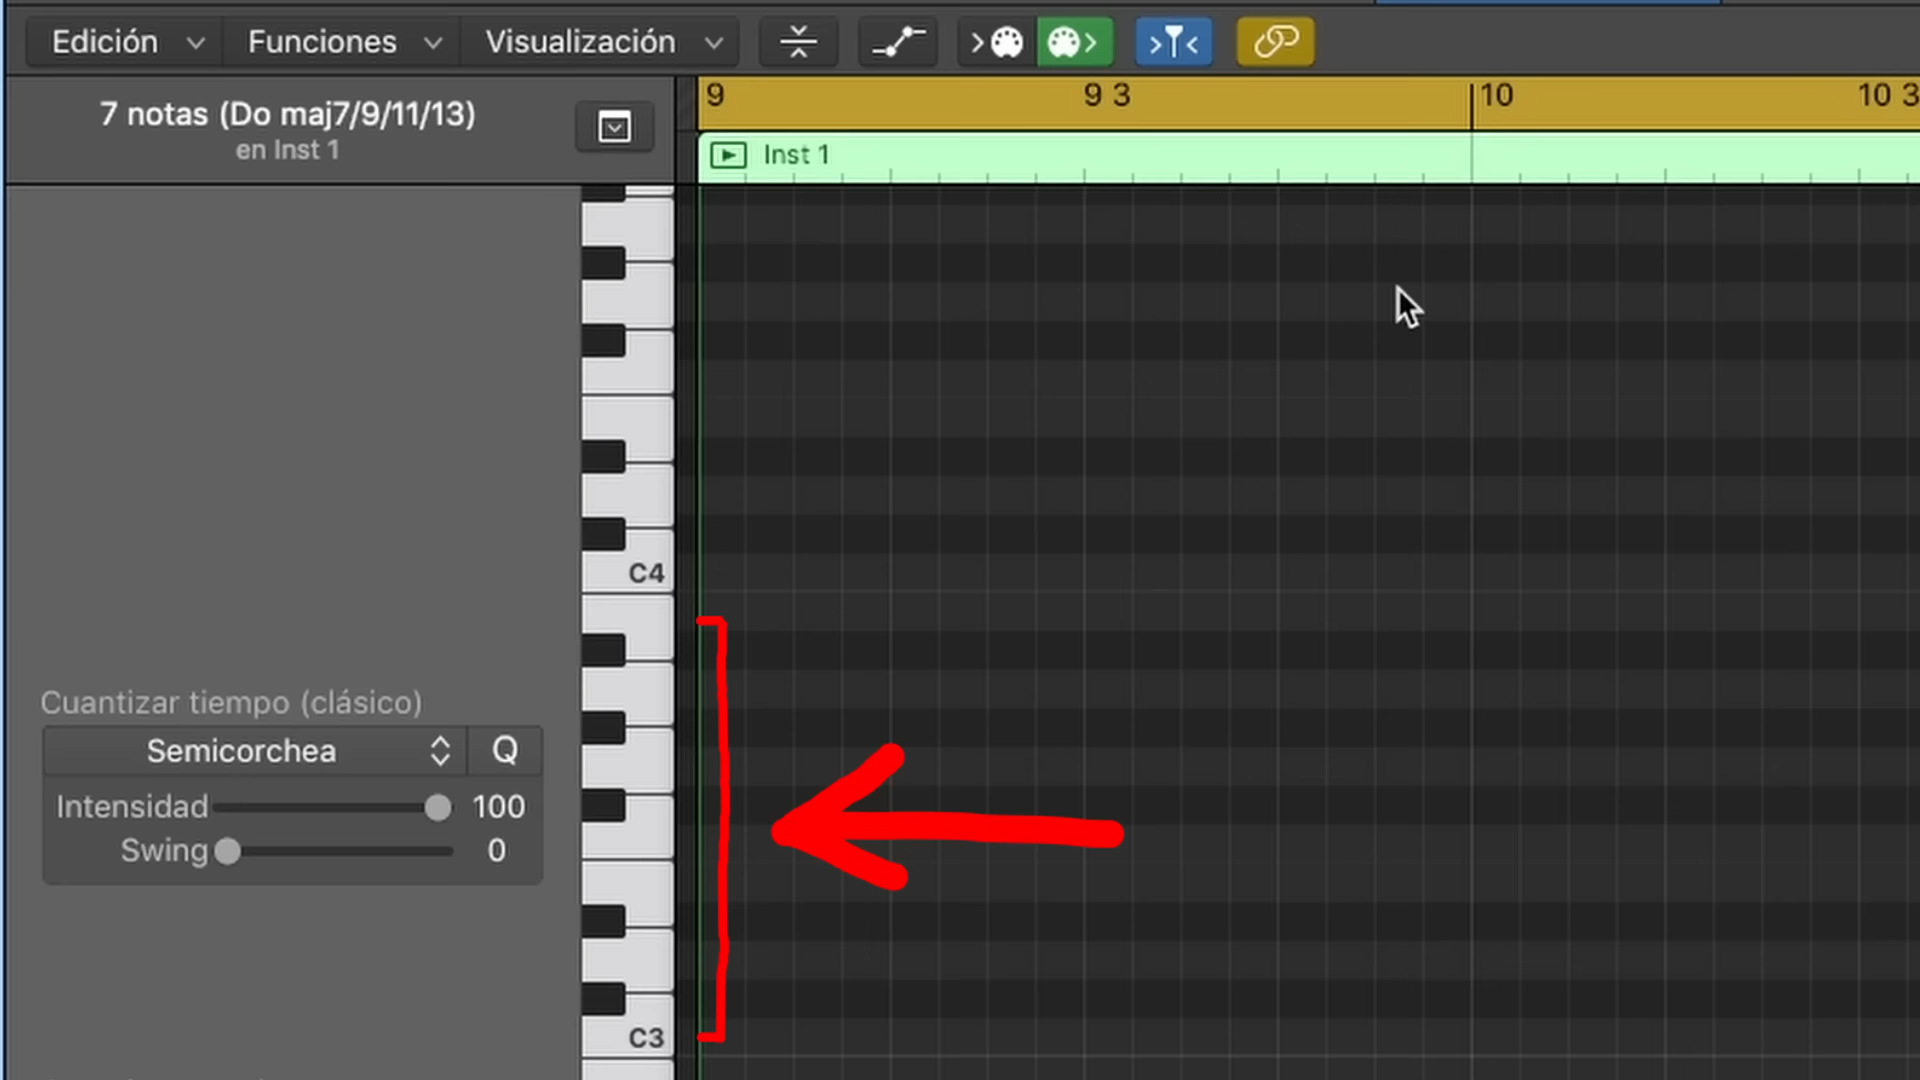 Edición Funciones Visualización
7 notas (Do maj7/9/11/13)
en Inst 1
9 9 3 10 10 3
Inst 1
C4
Cuantizar tiempo (clásico)
Semicorchea Q
Intensidad 100
Swing 0
C3